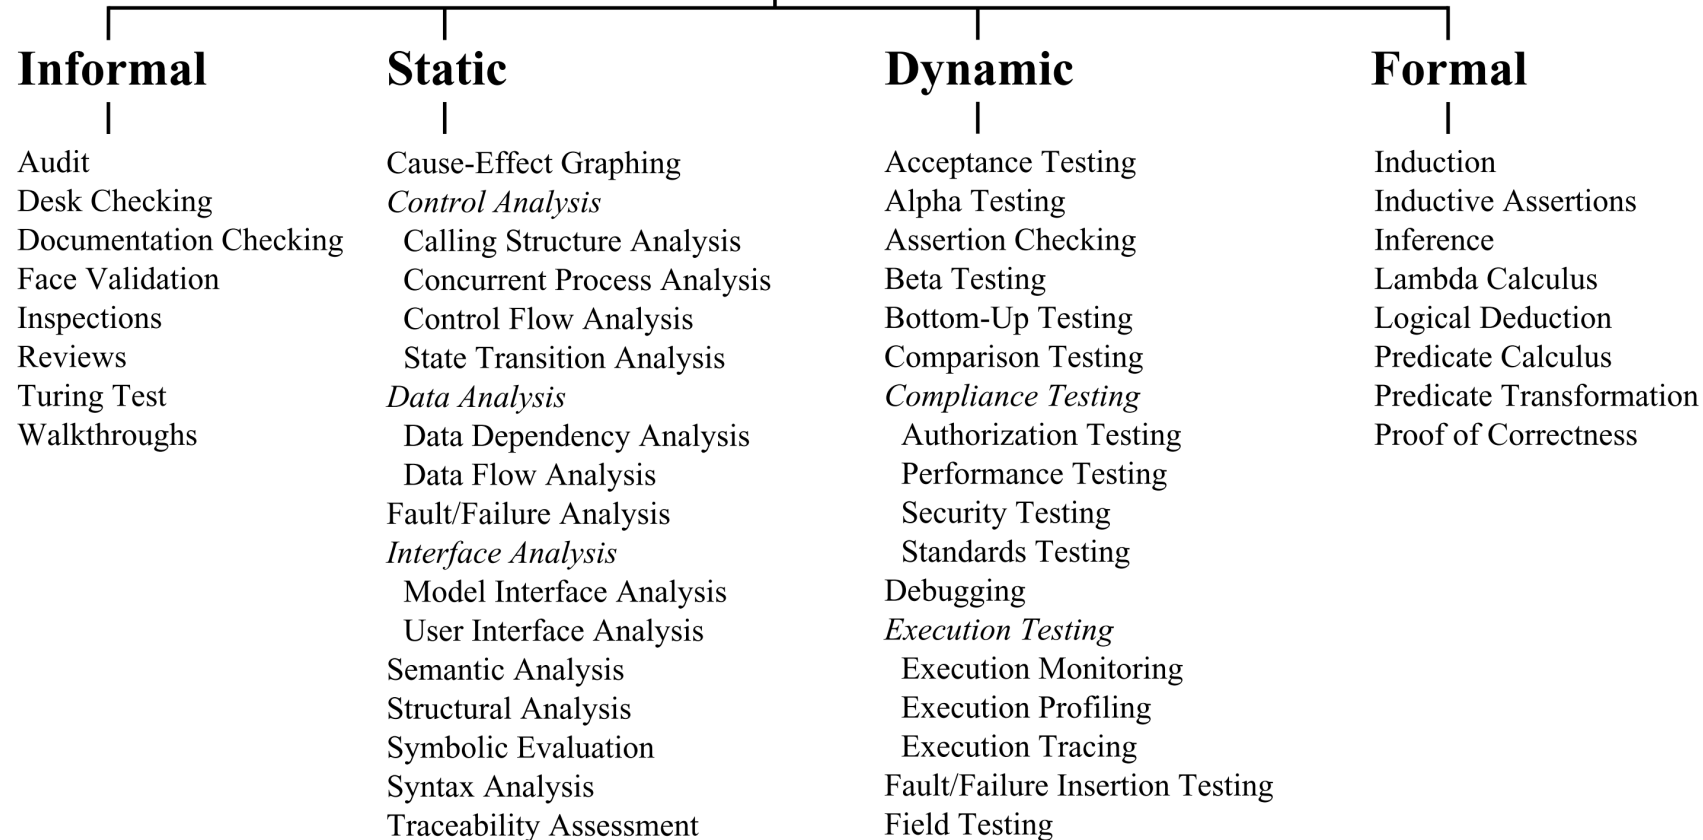 Informal
Audit
Desk Checking
Documentation Checking
Face Validation
Inspections
Reviews
Turing Test
Walkthroughs
Static
Cause-Effect Graphing
Control Analysis
Calling Structure Analysis
Concurrent Process Analysis
Control Flow Analysis
State Transition Analysis
Data Analysis
Data Dependency Analysis
Data Flow Analysis
Fault/Failure Analysis
Interface Analysis
Model Interface Analysis
User Interface Analysis
Semantic Analysis
Structural Analysis
Symbolic Evaluation
Syntax Analysis
Traceability Assessment
Dynamic
Acceptance Testing
Alpha Testing
Assertion Checking
Beta Testing
Bottom-Up Testing
Comparison Testing
Compliance Testing
Authorization Testing
Performance Testing
Security Testing
Standards Testing
Debugging
Execution Testing
Execution Monitoring
Execution Profiling
Execution Tracing
Fault/Failure Insertion Testing
Field Testing
Formal
Induction
Inductive Assertions
Inference
Lambda Calculus
Logical Deduction
Predicate Calculus
Predicate Transformation
Proof of Correctness